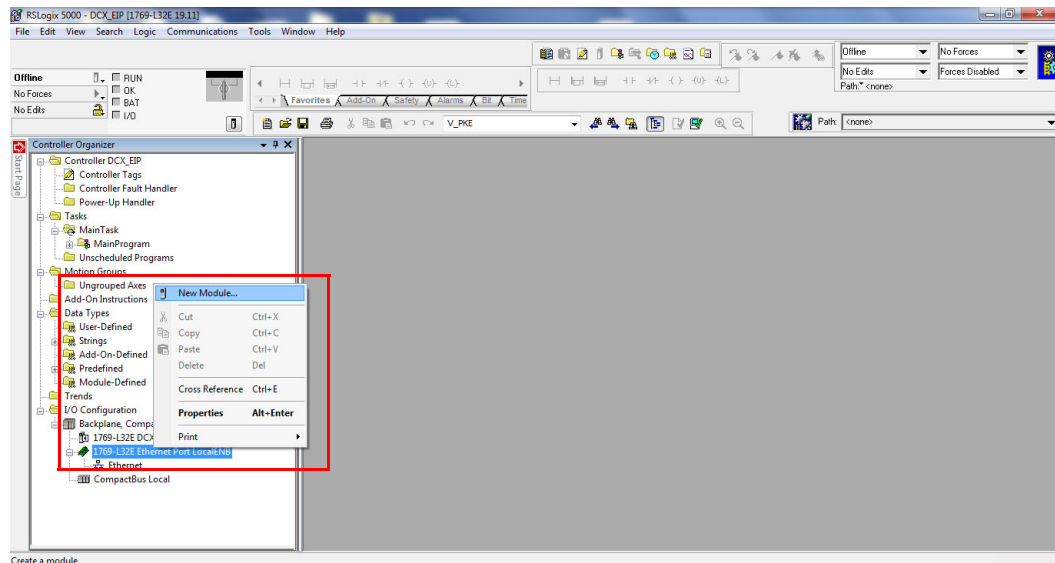 RSLogix 5000 - DCX_EIP [1769-L32E 19.11]
File Edit View Search Logic Communications Tools Window Help
Offline No Forces
No Edits Forces Disabled
Path:* <none>
Offline RUN
No Forces OK
No Edits BAT
I/O
Favorites Add-On Safety Alarms Bit Time
V_PKE
Path: <none>
Start Page
Controller Organizer
Controller DCX_EIP
Controller Tags
Controller Fault Handler
Power-Up Handler
Tasks
MainTask
MainProgram
Unscheduled Programs
Motion Groups
Ungrouped Axes
Add-On Instructions
Data Types
User-Defined
Strings
Add-On-Defined
Predefined
Module-Defined
Trends
I/O Configuration
Backplane, Compa
1769-L32E DCX
1769-L32E Ethernet Port LocalENB
Ethernet
CompactBus Local
New Module...
Cut Ctrl+X
Copy Ctrl+C
Paste Ctrl+V
Delete Del
Cross Reference Ctrl+E
Properties Alt+Enter
Print
Create a module